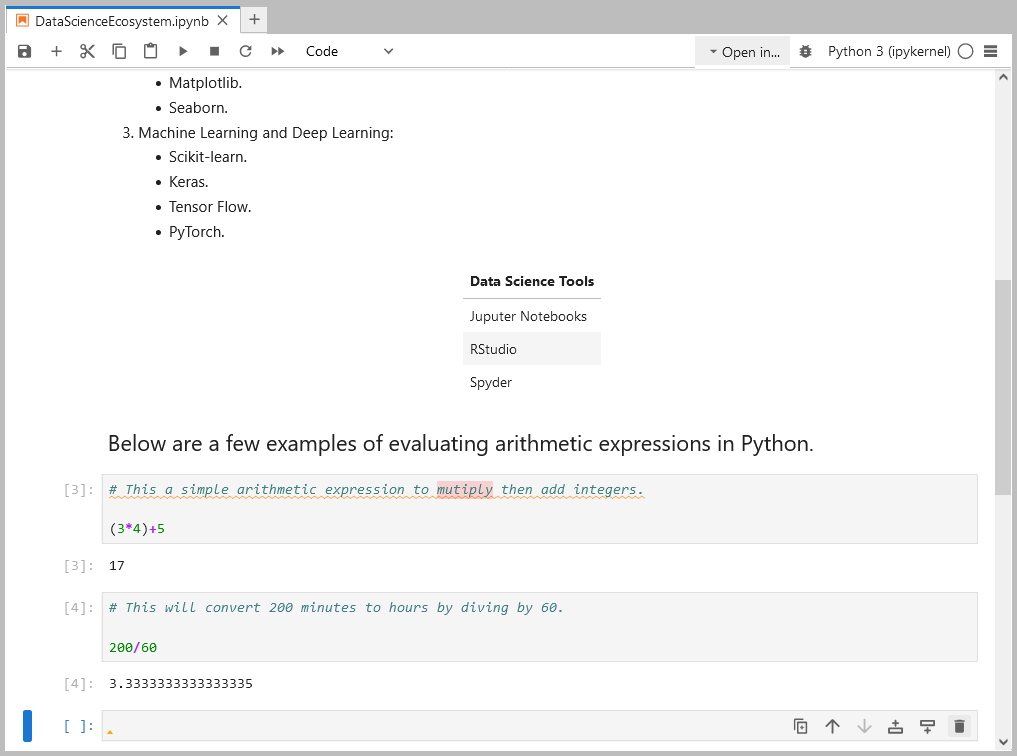 DataScienceEcosystem.ipynb
Code
Open in...
Python 3 (ipykernel)
• Matplotlib.
• Seaborn.
3. Machine Learning and Deep Learning:
• Scikit-learn.
• Keras.
• Tensor Flow.
• PyTorch.
Data Science Tools
Juputer Notebooks
RStudio
Spyder
Below are a few examples of evaluating arithmetic expressions in Python.
[3]: # This a simple arithmetic expression to mutiply then add integers.
(3*4)+5
[3]: 17
[4]: # This will convert 200 minutes to hours by diving by 60.
200/60
[4]: 3.3333333333333335
[ ]: